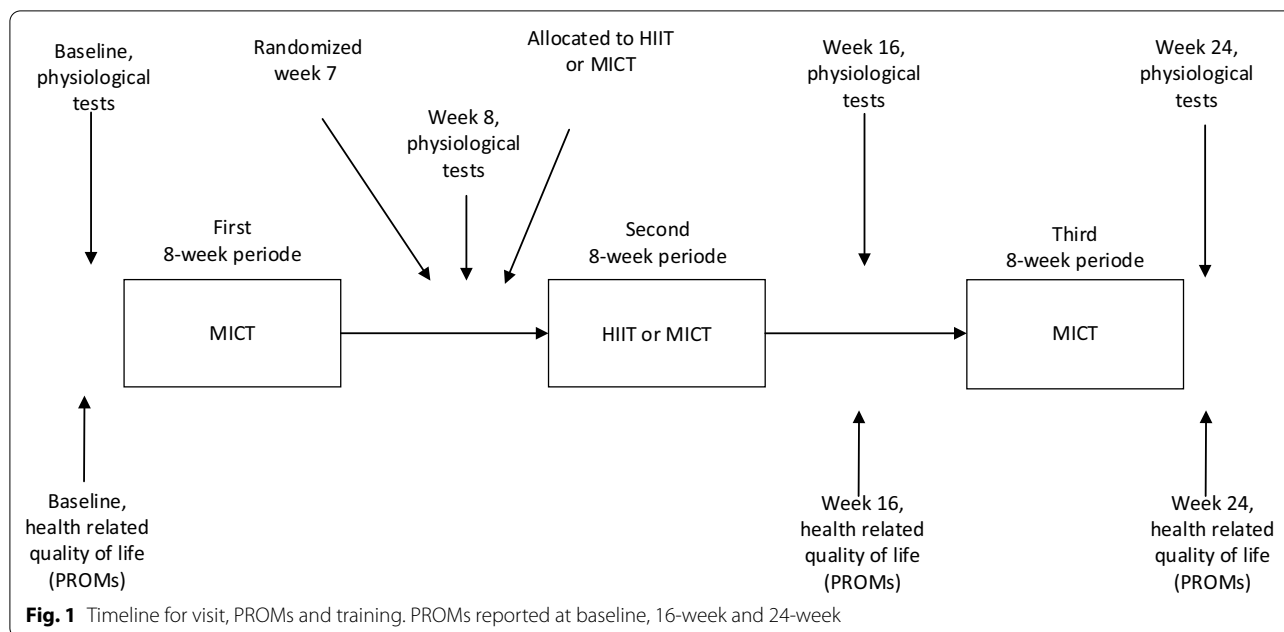 Baseline,
physiological
tests
Randomized
week 7
Week 8,
physiological
tests
Allocated to HIIT
or MICT
Week 16,
physiological
tests
Week 24,
physiological
tests
First
8-week periode
Second
8-week periode
Third
8-week periode
MICT
HIIT or MICT
MICT
Baseline,
health related
quality of life
(PROMs)
Week 16,
health related
quality of life
(PROMs)
Week 24,
health related
quality of life
(PROMs)
Fig. 1 Timeline for visit, PROMs and training. PROMs reported at baseline, 16-week and 24-week